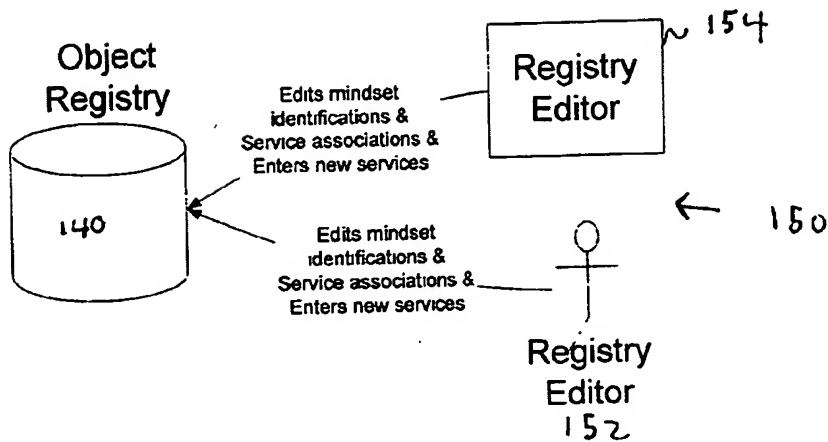 Object
Registry
140
Edits mindset
identifications &
Service associations &
Enters new services
Registry
Editor
154
150
Edits mindset
identifications &
Service associations &
Enters new services
Registry
Editor
152